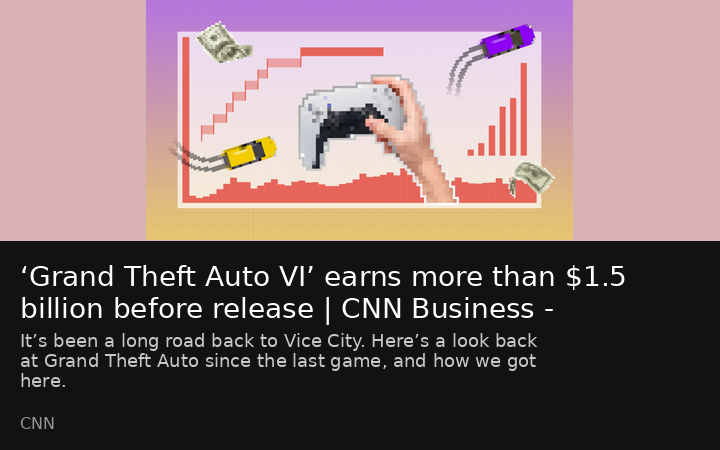 ‘Grand Theft Auto VI’ earns more than $1.5
billion before release | CNN Business -
It’s been a long road back to Vice City. Here’s a look back
at Grand Theft Auto since the last game, and how we got
here.
CNN